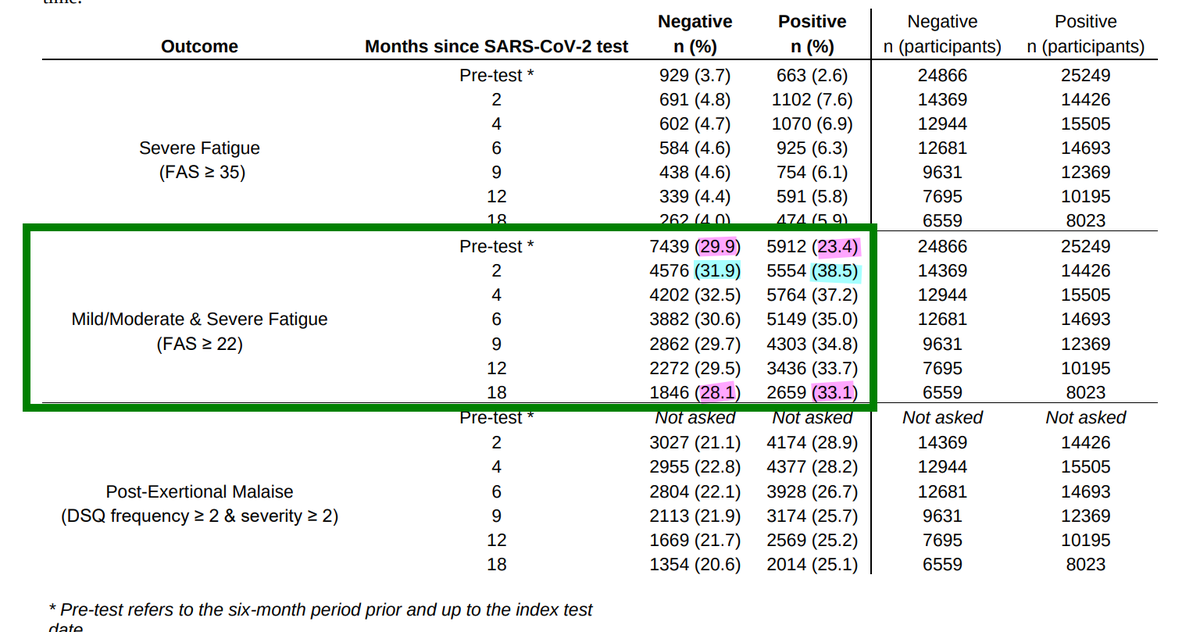 time.
Negative Positive Negative Positive
Outcome Months since SARS-CoV-2 test n (%) n (%) n (participants) n (participants)
Pre-test * 929 (3.7) 663 (2.6) 24866 25249
2 691 (4.8) 1102 (7.6) 14369 14426
4 602 (4.7) 1070 (6.9) 12944 15505
Severe Fatigue 6 584 (4.6) 925 (6.3) 12681 14693
(FAS ≥ 35) 9 438 (4.6) 754 (6.1) 9631 12369
12 339 (4.4) 591 (5.8) 7695 10195
18 262 (4.0) 474 (5.9) 6559 8023
Pre-test * 7439 (29.9) 5912 (23.4) 24866 25249
2 4576 (31.9) 5554 (38.5) 14369 14426
4 4202 (32.5) 5764 (37.2) 12944 15505
Mild/Moderate & Severe Fatigue 6 3882 (30.6) 5149 (35.0) 12681 14693
(FAS ≥ 22) 9 2862 (29.7) 4303 (34.8) 9631 12369
12 2272 (29.5) 3436 (33.7) 7695 10195
18 1846 (28.1) 2659 (33.1) 6559 8023
Pre-test * Not asked Not asked Not asked Not asked
2 3027 (21.1) 4174 (28.9) 14369 14426
4 2955 (22.8) 4377 (28.2) 12944 15505
Post-Exertional Malaise 6 2804 (22.1) 3928 (26.7) 12681 14693
(DSQ frequency ≥ 2 & severity ≥ 2) 9 2113 (21.9) 3174 (25.7) 9631 12369
12 1669 (21.7) 2569 (25.2) 7695 10195
18 1354 (20.6) 2014 (25.1) 6559 8023
* Pre-test refers to the six-month period prior and up to the index test
date